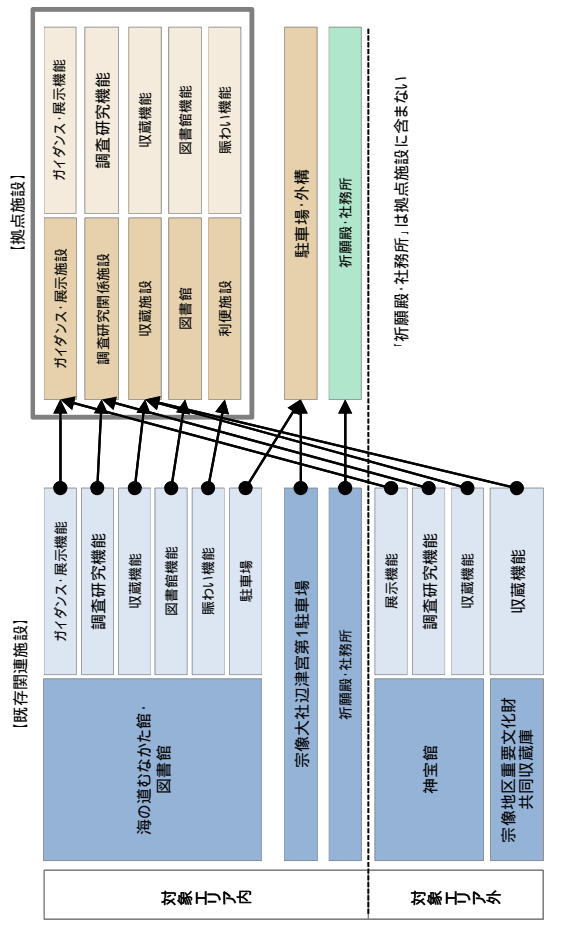 【既存関連施設】
【拠点施設】
対象エリア内
海の道むなかた館・
図書館
ガイダンス・展示機能
調査研究機能
収蔵機能
図書館機能
賑わい機能
駐車場
宗像大社辺津宮第1駐車場
祈願殿・社務所
ガイダンス・展示施設
調査研究関係施設
収蔵施設
図書館
利便施設
ガイダンス・展示機能
調査研究機能
収蔵機能
図書館機能
賑わい機能
駐車場・外構
祈願殿・社務所
対象エリア外
神宝館
展示機能
調査研究機能
収蔵機能
宗像地区重要文化財
共同収蔵庫
収蔵機能
「祈願殿・社務所」は拠点施設に含まない